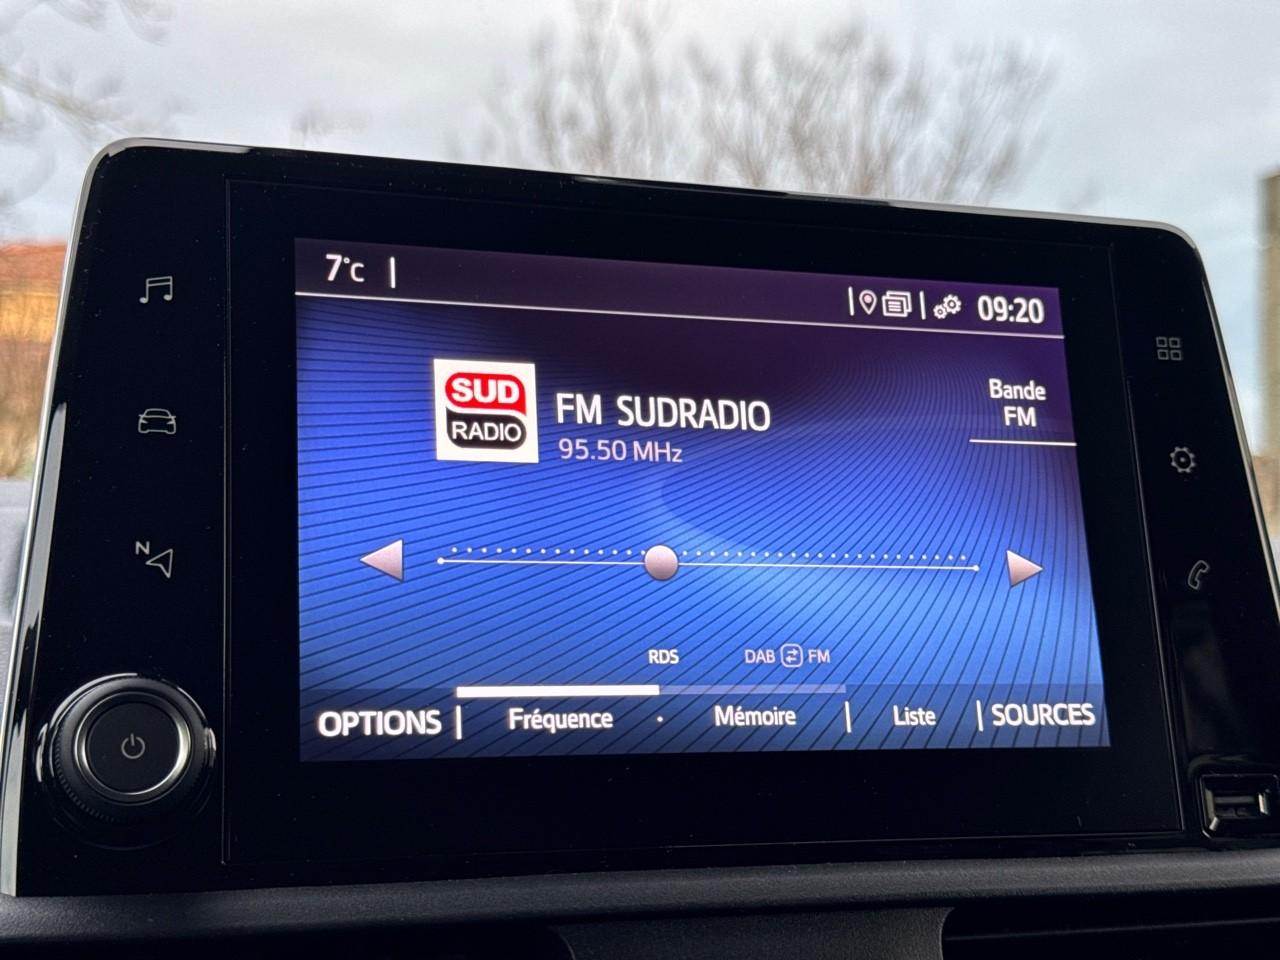 7°C
09:20
SUD
RADIO
FM SUDRADIO
95.50 MHz
Bande
FM
N
RDS
DAB FM
OPTIONS
Fréquence
Mémoire
Liste
SOURCES